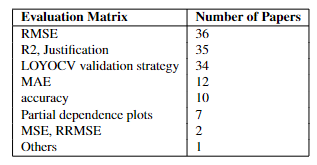 Evaluation Matrix Number of Papers
RMSE 36
R2, Justification 35
LOYOCV validation strategy 34
MAE 12
accuracy 10
Partial dependence plots 7
MSE, RRMSE 2
Others 1